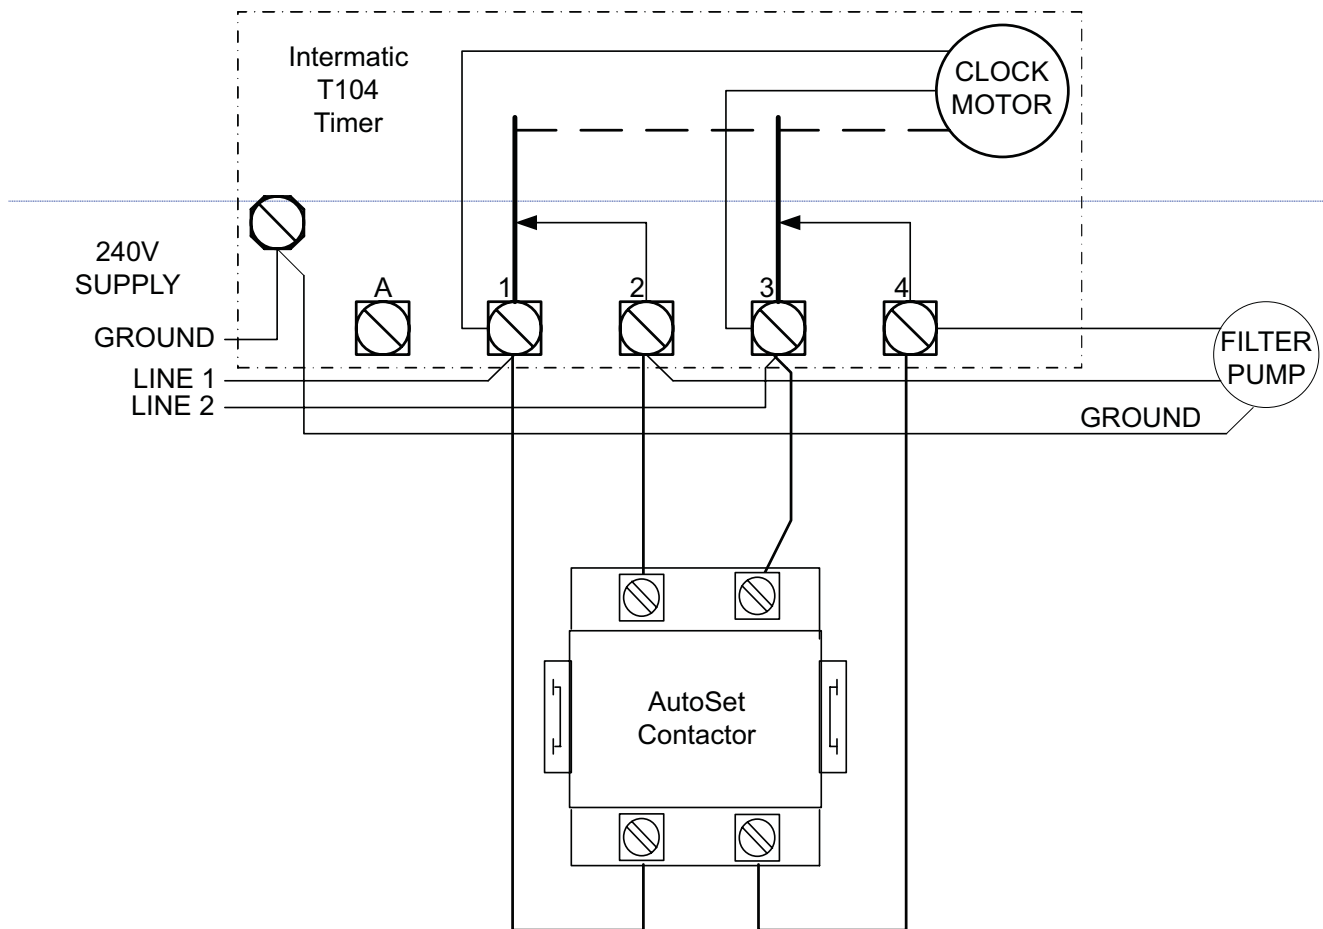 Intermatic
T104
Timer
CLOCK
MOTOR
240V
SUPPLY
A
1
2
3
4
GROUND
LINE 1
LINE 2
FILTER
PUMP
GROUND
AutoSet
Contactor